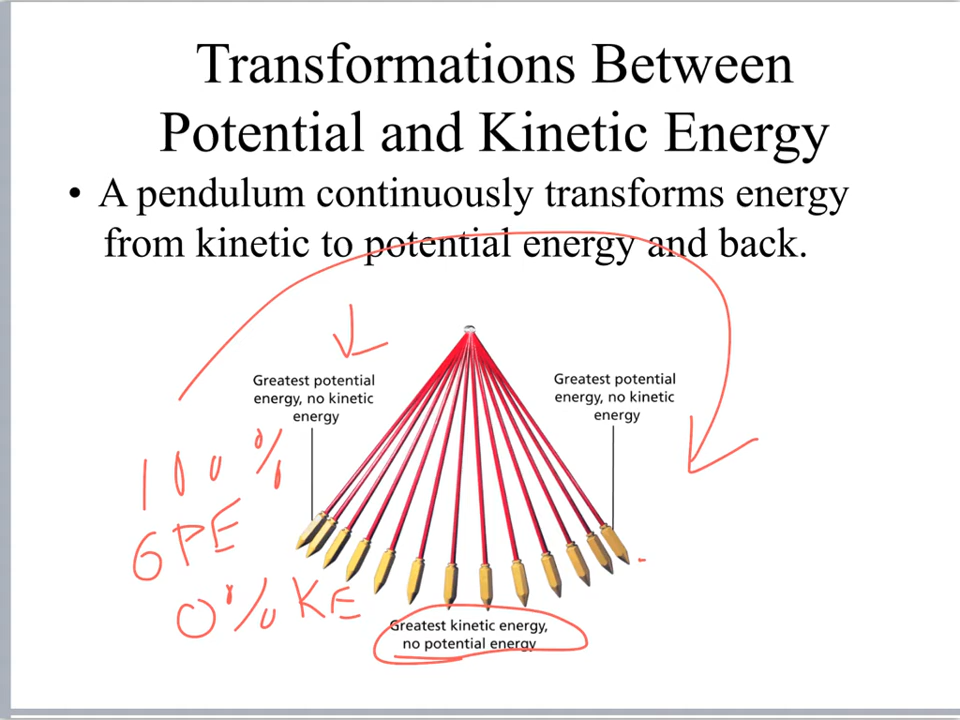 Transformations Between
Potential and Kinetic Energy
• A pendulum continuously transforms energy
from kinetic to potential energy and back.
Greatest potential
energy, no kinetic
energy
Greatest potential
energy, no kinetic
energy
100%
GPE
0% KE
Greatest kinetic energy,
no potential energy